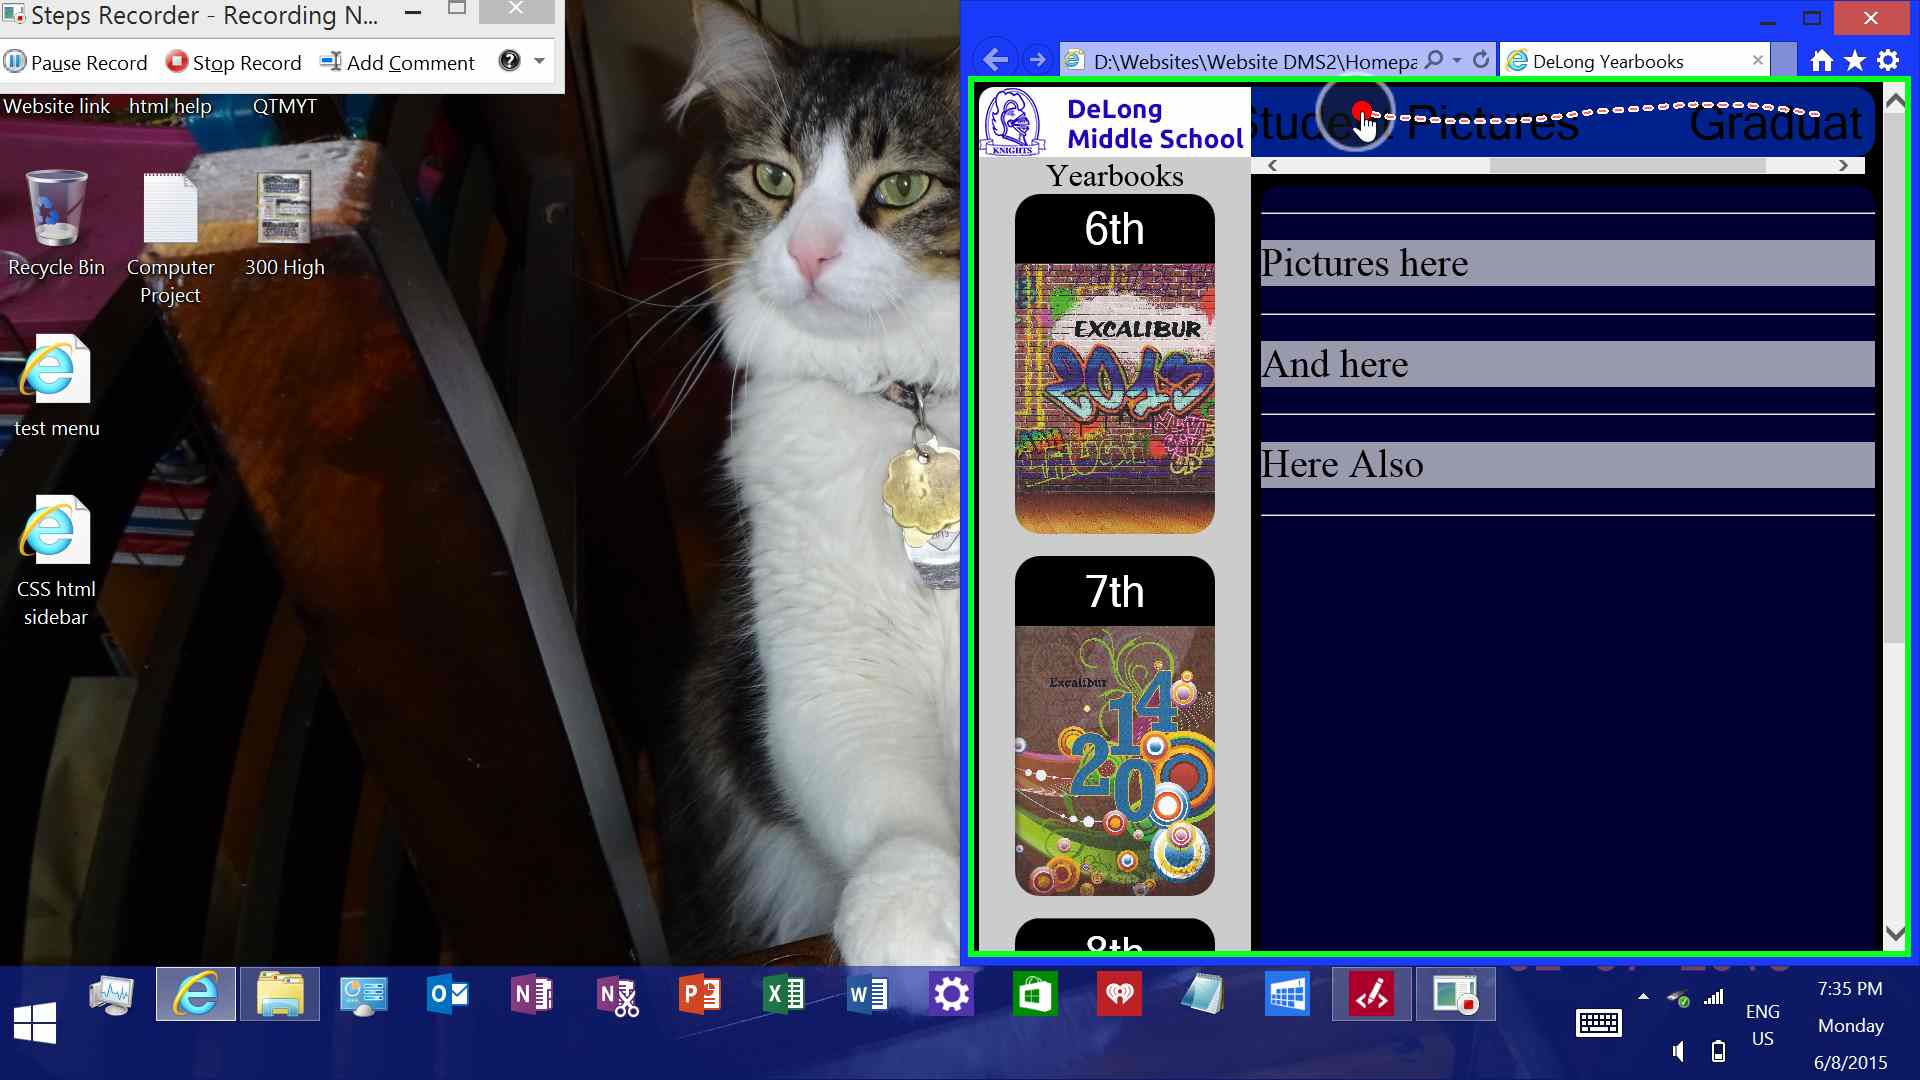 Steps Recorder - Recording N...
Pause Record
Stop Record
Add Comment
Website link
html help
QTMYT
Recycle Bin
Computer
Project
300 High
test menu
CSS html
sidebar
D:\Websites\Website DMS2\Homepa
DeLong Yearbooks
KNIGHTS
DeLong
Middle School
Student Pictures
Graduat
Yearbooks
6th
EXCALIBUR
2013
7th
Excalibur
2014
8th
Pictures here
And here
Here Also
ENG
US
7:35 PM
Monday
6/8/2015